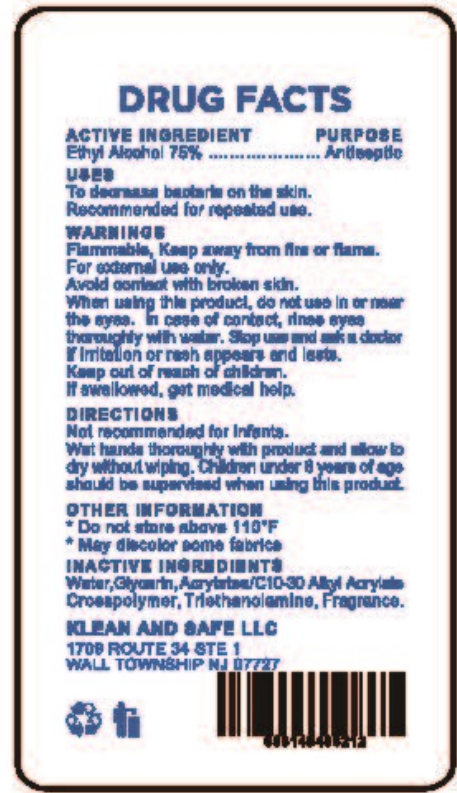 DRUG FACTS
ACTIVE INGREDIENT PURPOSE
Ethyl Alcohol 75% ...................... Antiseptic
USES
To decrease bacteria on the skin.
Recommended for repeated use.
WARNINGS
Flammable, Keep away from fire or flame.
For external use only.
Avoid contact with broken skin.
When using this product, do not use in or near
the eyes. In case of contact, rinse eyes
thoroughly with water. Stop use and ask a doctor
if irritation or rash appears and lasts.
Keep out of reach of children.
If swallowed, get medical help.
DIRECTIONS
Not recommended for infants.
Wet hands thoroughly with product and allow to
dry without wiping. Children under 6 years of age
should be supervised when using this product.
OTHER INFORMATION
* Do not store above 110°F
* May discolor some fabrics
INACTIVE INGREDIENTS
Water,Glycerin,Acrylates/C10-30 Alkyl Acrylate
Crosspolymer, Triethanolamine, Fragrance.
KLEAN AND SAFE LLC
1709 ROUTE 34 STE 1
WALL TOWNSHIP NJ 07727